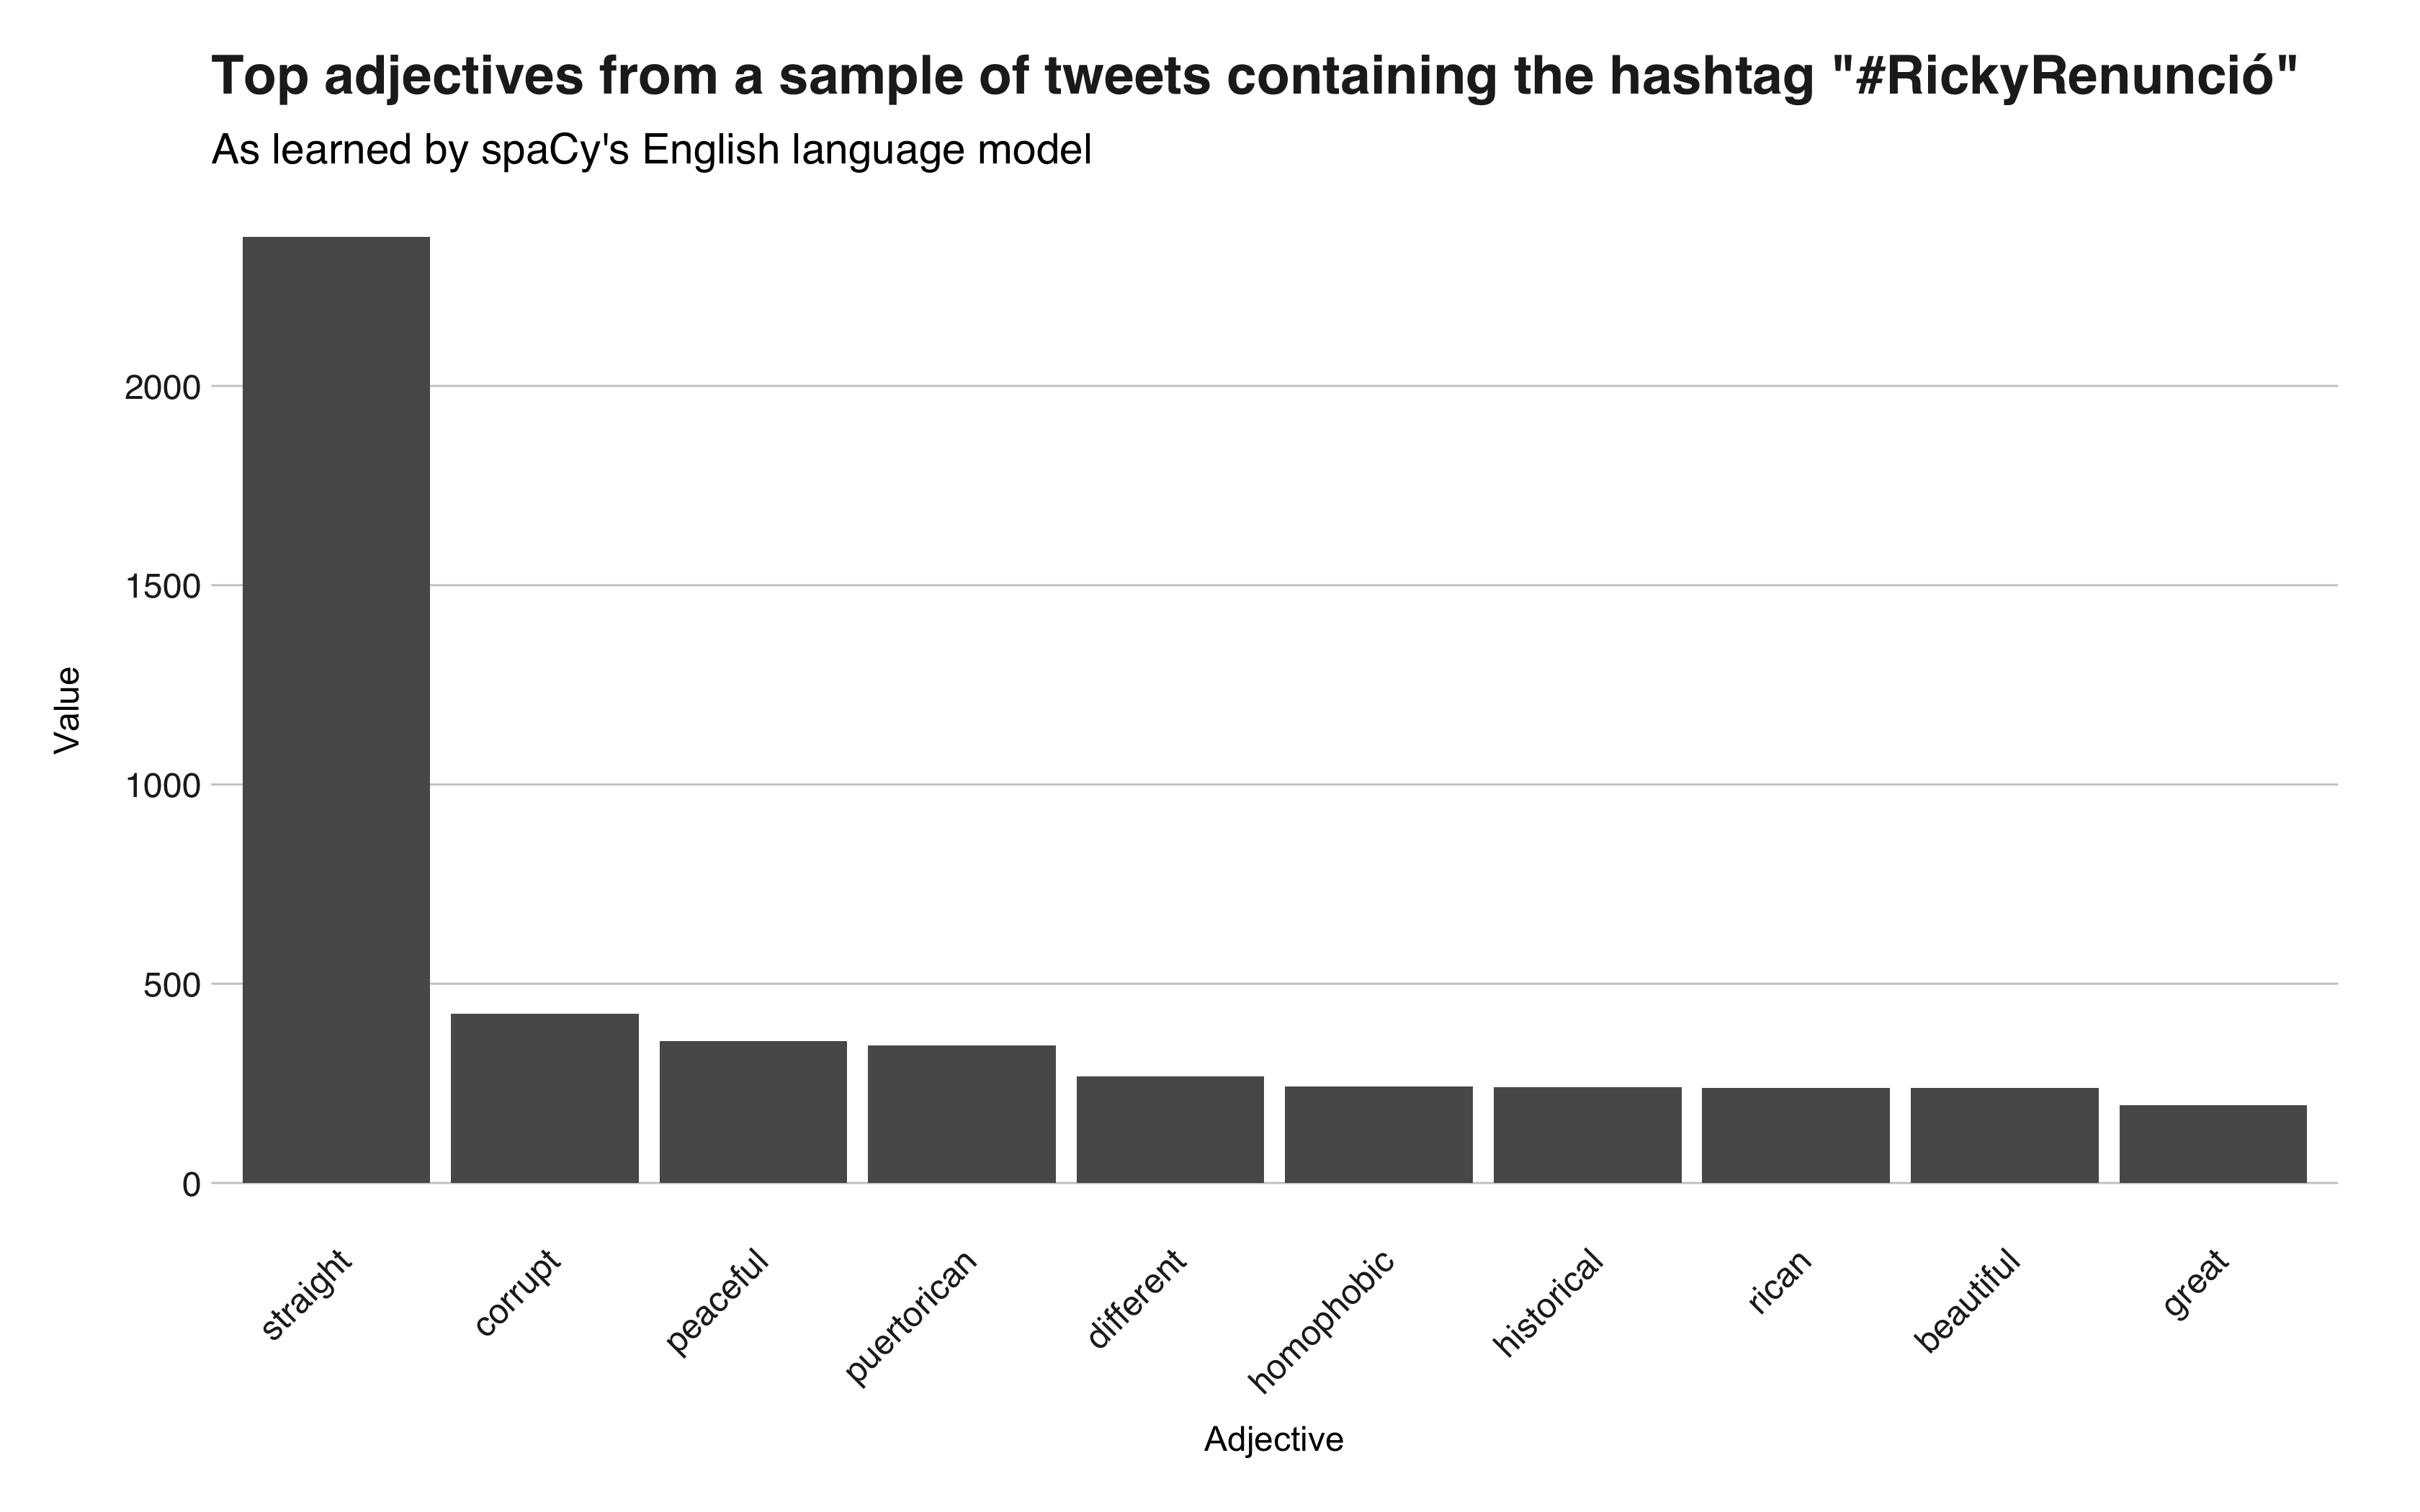 Top adjectives from a sample of tweets containing the hashtag "#RickyRenunció"
As learned by spaCy's English language model
2000
1500
1000
500
0
Value
straight
corrupt
peaceful
puertorican
different
homophobic
historical
rican
beautiful
great
Adjective